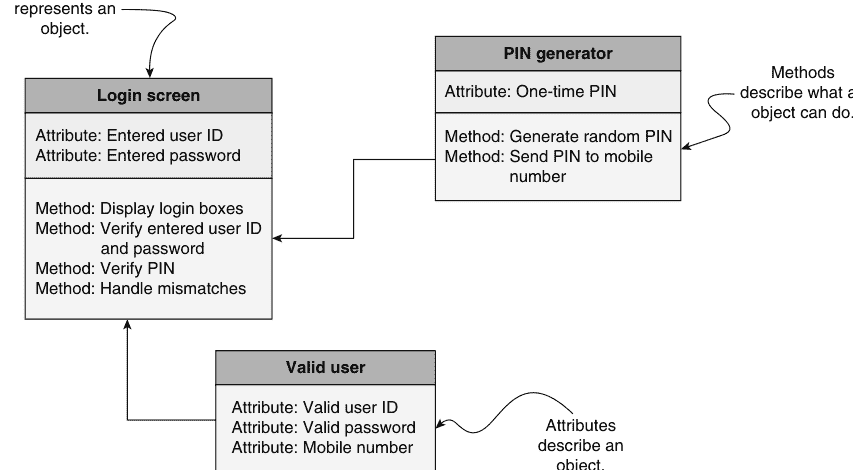 represents an
object.
Login screen
Attribute: Entered user ID
Attribute: Entered password
Method: Display login boxes
Method: Verify entered user ID
and password
Method: Verify PIN
Method: Handle mismatches
PIN generator
Attribute: One-time PIN
Method: Generate random PIN
Method: Send PIN to mobile
number
Methods
describe what a
object can do.
Valid user
Attribute: Valid user ID
Attribute: Valid password
Attribute: Mobile number
Attributes
describe an
object.